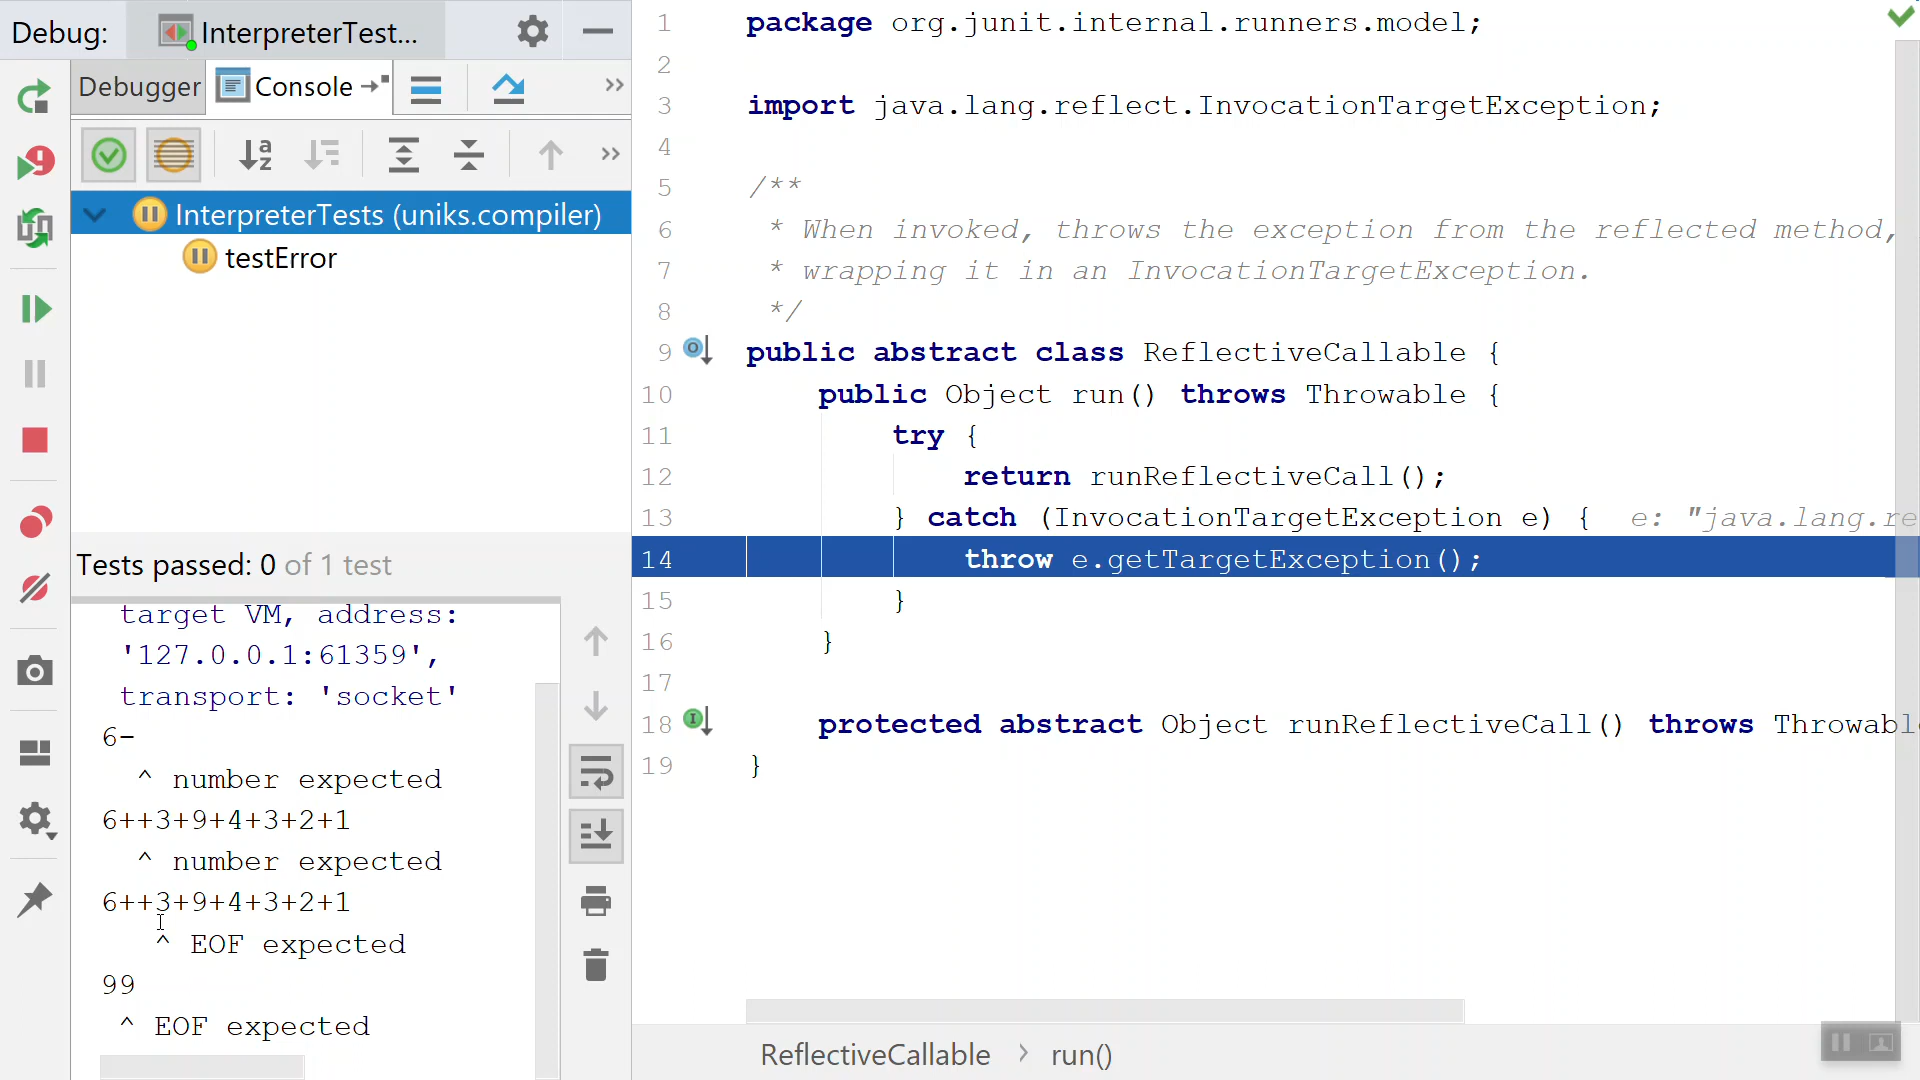 Debug:
InterpreterTest...
Debugger
Console
InterpreterTests (uniks.compiler)
testError
Tests passed: 0 of 1 test
target VM, address:
'127.0.0.1:61359',
transport: 'socket'
6-
^ number expected
6++3+9+4+3+2+1
^ number expected
6++3+9+4+3+2+1
^ EOF expected
99
^ EOF expected
1 package org.junit.internal.runners.model;
2
3 import java.lang.reflect.InvocationTargetException;
4
5 /**
6 * When invoked, throws the exception from the reflected method,
7 * wrapping it in an InvocationTargetException.
8 */
9 public abstract class ReflectiveCallable {
10 public Object run() throws Throwable {
11 try {
12 return runReflectiveCall();
13 } catch (InvocationTargetException e) { e: "java.lang.re
14 throw e.getTargetException();
15 }
16 }
17
18 protected abstract Object runReflectiveCall() throws Throwabl
19 }
ReflectiveCallable > run()